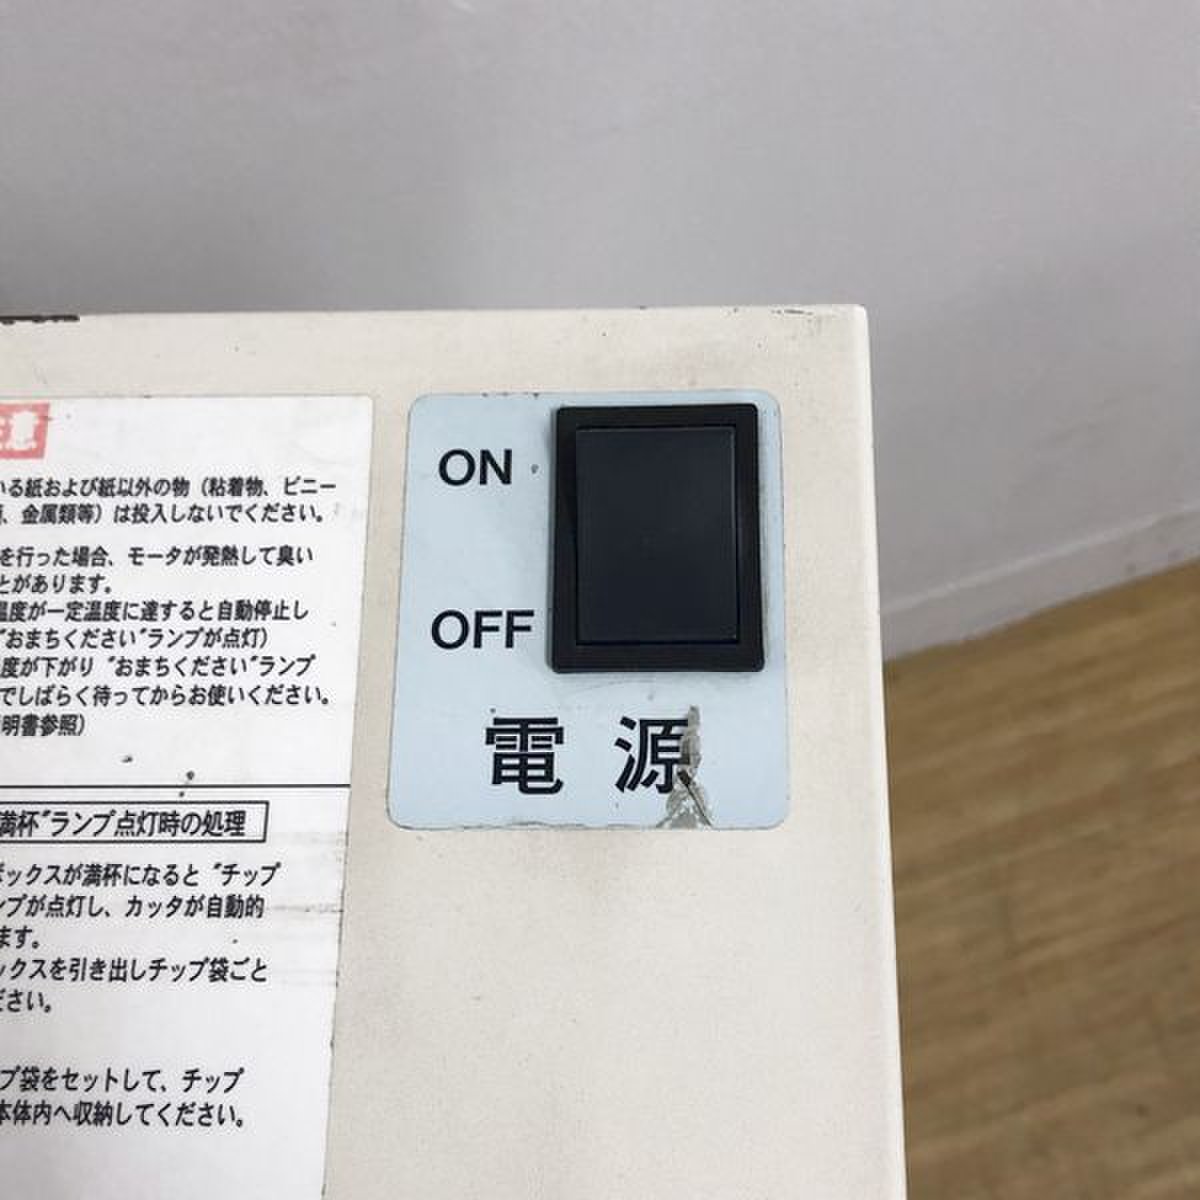 意
いる紙および紙以外の物（粘着物、ビニー
、金属類等）は投入しないでください。
を行った場合、モータが発熱して臭い
とがあります。
温度が一定温度に達すると自動停止し
"おまちください"ランプが点灯）
度が下がり "おまちください"ランプ
でしばらく待ってからお使いください。
明書参照）
満杯"ランプ点灯時の処理
ボックスが満杯になると "チップ
ンプが点灯し、カッタが自動的
ます。
ックスを引き出しチップ袋ごと
ださい。
プ袋をセットして、チップ
本体内へ収納してください。
ON
OFF
電源